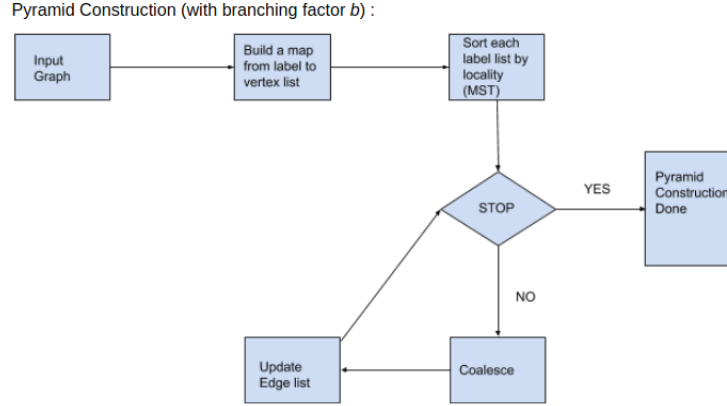 Pyramid Construction (with branching factor b) :
Input
Graph
Build a map
from label to
vertex list
Sort each
label list by
locality
(MST)
STOP
YES
Pyramid
Construction
Done
NO
Coalesce
Update
Edge list